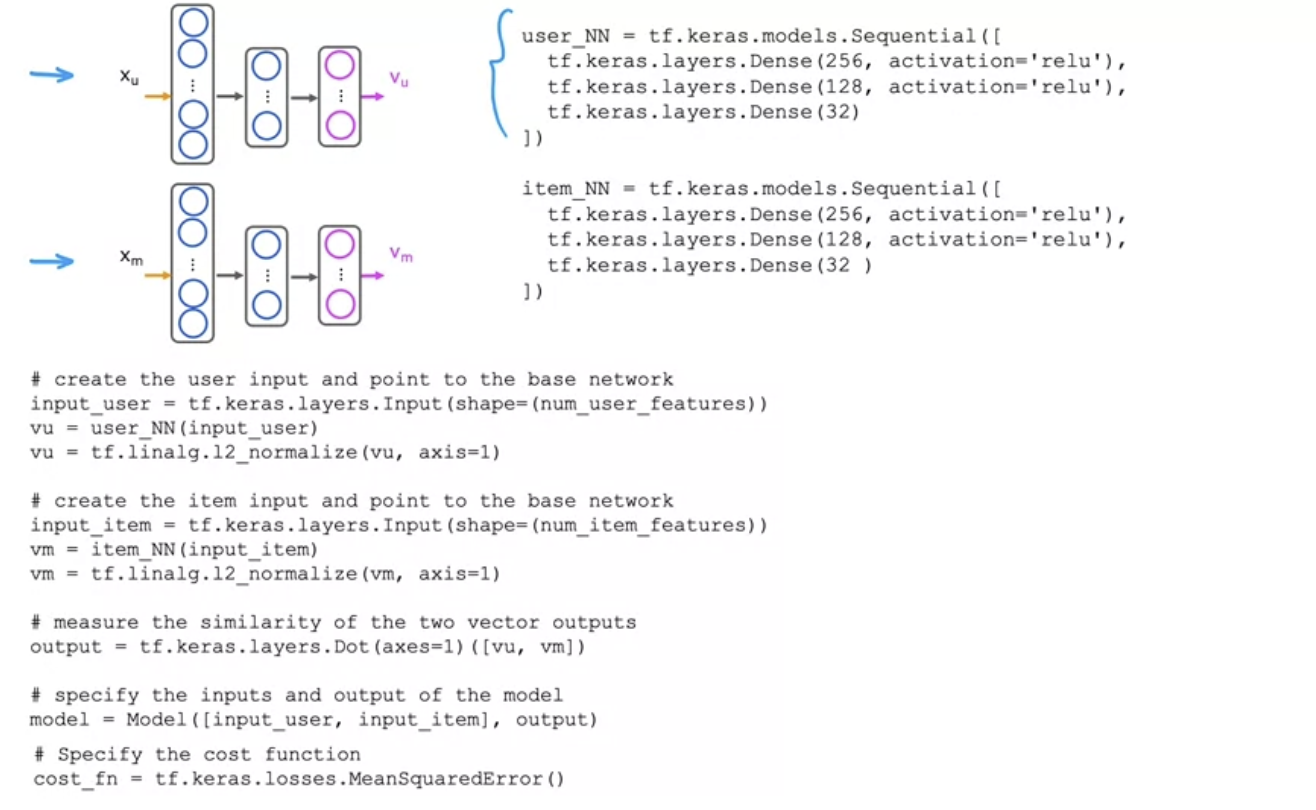 x_u
v_u
user_NN = tf.keras.models.Sequential([
  tf.keras.layers.Dense(256, activation='relu'),
  tf.keras.layers.Dense(128, activation='relu'),
  tf.keras.layers.Dense(32)
])
x_m
v_m
item_NN = tf.keras.models.Sequential([
  tf.keras.layers.Dense(256, activation='relu'),
  tf.keras.layers.Dense(128, activation='relu'),
  tf.keras.layers.Dense(32 )
])
# create the user input and point to the base network
input_user = tf.keras.layers.Input(shape=(num_user_features))
vu = user_NN(input_user)
vu = tf.linalg.l2_normalize(vu, axis=1)
# create the item input and point to the base network
input_item = tf.keras.layers.Input(shape=(num_item_features))
vm = item_NN(input_item)
vm = tf.linalg.l2_normalize(vm, axis=1)
# measure the similarity of the two vector outputs
output = tf.keras.layers.Dot(axes=1)([vu, vm])
# specify the inputs and output of the model
model = Model([input_user, input_item], output)
# Specify the cost function
cost_fn = tf.keras.losses.MeanSquaredError()